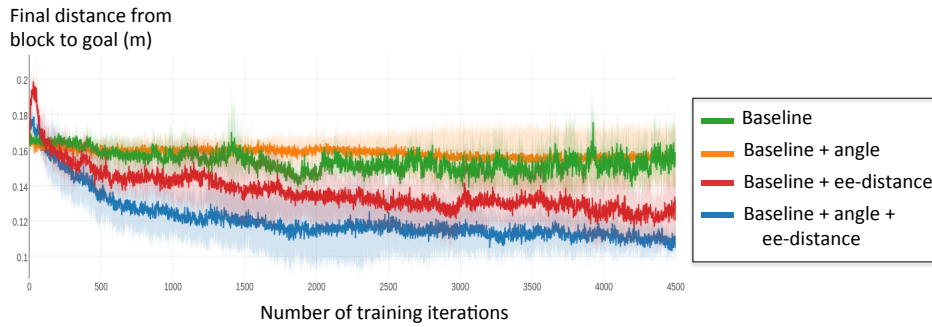 Final distance from
block to goal (m)
0.2
0.18
0.16
0.14
0.12
0.1
0 500 1000 1500 2000 2500 3000 3500 4000 4500
Number of training iterations
Baseline
Baseline + angle
Baseline + ee-distance
Baseline + angle +
ee-distance